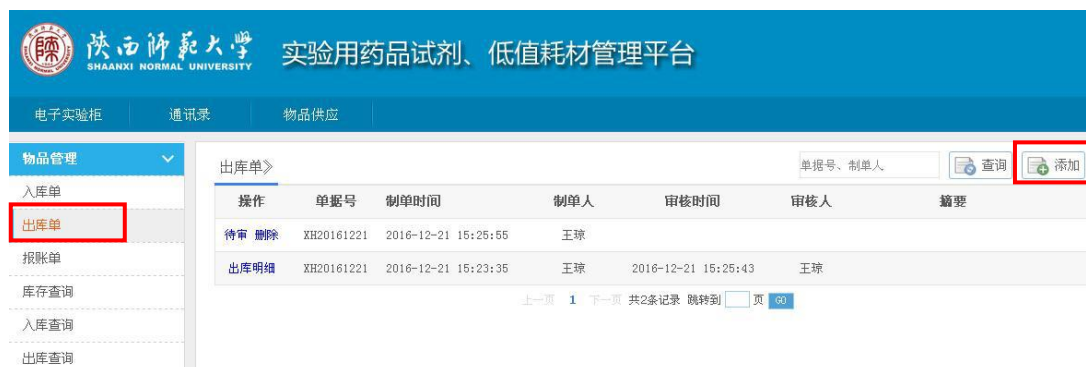 陕西师范大学
SHAANXI NORMAL UNIVERSITY
实验用药品试剂、低值耗材管理平台
电子实验柜 通讯录 物品供应
物品管理
入库单
出库单
报账单
库存查询
入库查询
出库查询
出库单》 单据号、制单人 查询 添加
操作 单据号 制单时间 制单人 审核时间 审核人 摘要
待审 删除 XH20161221 2016-12-21 15:25:55 王琼
出库明细 XH20161221 2016-12-21 15:23:35 王琼 2016-12-21 15:25:43 王琼
上一页 1 下一页 共2条记录 跳转到 页 GO